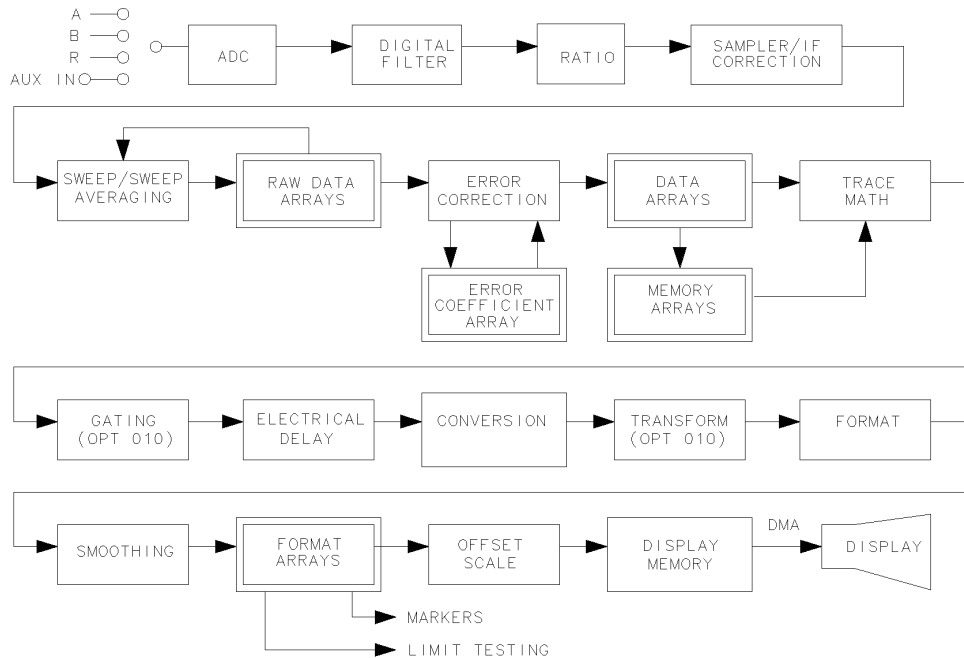 A
B
R
AUX IN
ADC
DIGITAL
FILTER
RATIO
SAMPLER/IF
CORRECTION
SWEEP/SWEEP
AVERAGING
RAW DATA
ARRAYS
ERROR
CORRECTION
DATA
ARRAYS
TRACE
MATH
ERROR
COEFFICIENT
ARRAY
MEMORY
ARRAYS
GATING
(OPT 010)
ELECTRICAL
DELAY
CONVERSION
TRANSFORM
(OPT 010)
FORMAT
SMOOTHING
FORMAT
ARRAYS
OFFSET
SCALE
DISPLAY
MEMORY
DMA
DISPLAY
MARKERS
LIMIT TESTING